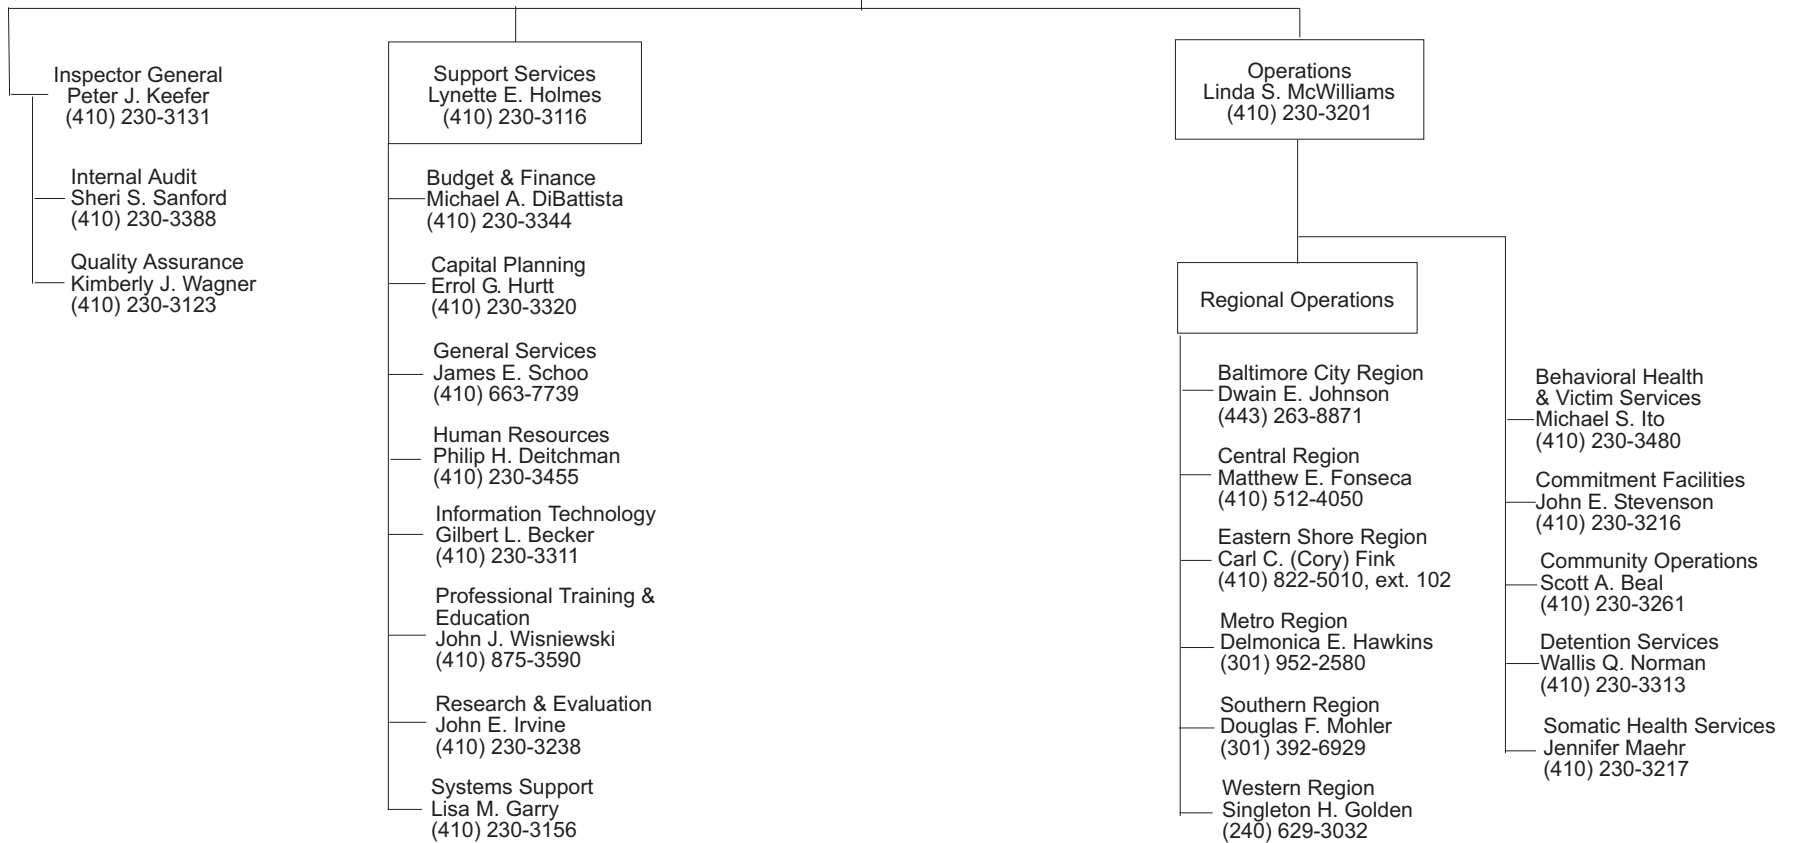 Inspector General
Peter J. Keefer
(410) 230-3131
Internal Audit
Sheri S. Sanford
(410) 230-3388
Quality Assurance
Kimberly J. Wagner
(410) 230-3123
Support Services
Lynette E. Holmes
(410) 230-3116
Budget & Finance
Michael A. DiBattista
(410) 230-3344
Capital Planning
Errol G. Hurtt
(410) 230-3320
General Services
James E. Schoo
(410) 663-7739
Human Resources
Philip H. Deitchman
(410) 230-3455
Information Technology
Gilbert L. Becker
(410) 230-3311
Professional Training &
Education
John J. Wisniewski
(410) 875-3590
Research & Evaluation
John E. Irvine
(410) 230-3238
Systems Support
Lisa M. Garry
(410) 230-3156
Operations
Linda S. McWilliams
(410) 230-3201
Regional Operations
Baltimore City Region
Dwain E. Johnson
(443) 263-8871
Central Region
Matthew E. Fonseca
(410) 512-4050
Eastern Shore Region
Carl C. (Cory) Fink
(410) 822-5010, ext. 102
Metro Region
Delmonica E. Hawkins
(301) 952-2580
Southern Region
Douglas F. Mohler
(301) 392-6929
Western Region
Singleton H. Golden
(240) 629-3032
Behavioral Health
& Victim Services
Michael S. Ito
(410) 230-3480
Commitment Facilities
John E. Stevenson
(410) 230-3216
Community Operations
Scott A. Beal
(410) 230-3261
Detention Services
Wallis Q. Norman
(410) 230-3313
Somatic Health Services
Jennifer Maehr
(410) 230-3217